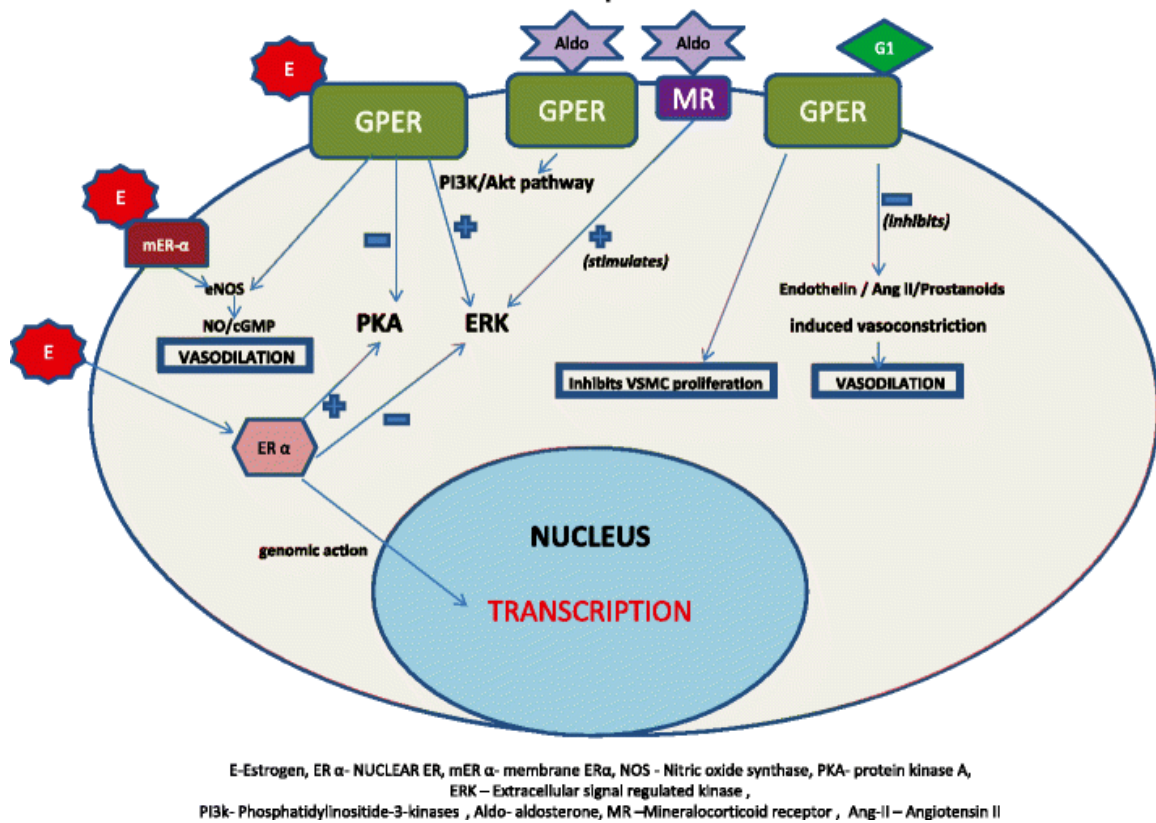 Aldo
Aldo
G1
E
GPER
GPER
MR
GPER
PI3K/Akt pathway
E
mER-α
(inhibits)
(stimulates)
eNOS
Endothelin / Ang II/Prostanoids
NO/cGMP
PKA
ERK
induced vasoconstriction
VASODILATION
E
Inhibits VSMC proliferation
VASODILATION
ER α
NUCLEUS
genomic action
TRANSCRIPTION
E-Estrogen, ER α- NUCLEAR ER, mER α- membrane ERα, NOS - Nitric oxide synthase, PKA- protein kinase A,
ERK – Extracellular signal regulated kinase ,
PI3k- Phosphatidylinositide-3-kinases , Aldo- aldosterone, MR –Mineralocorticoid receptor , Ang-II – Angiotensin II